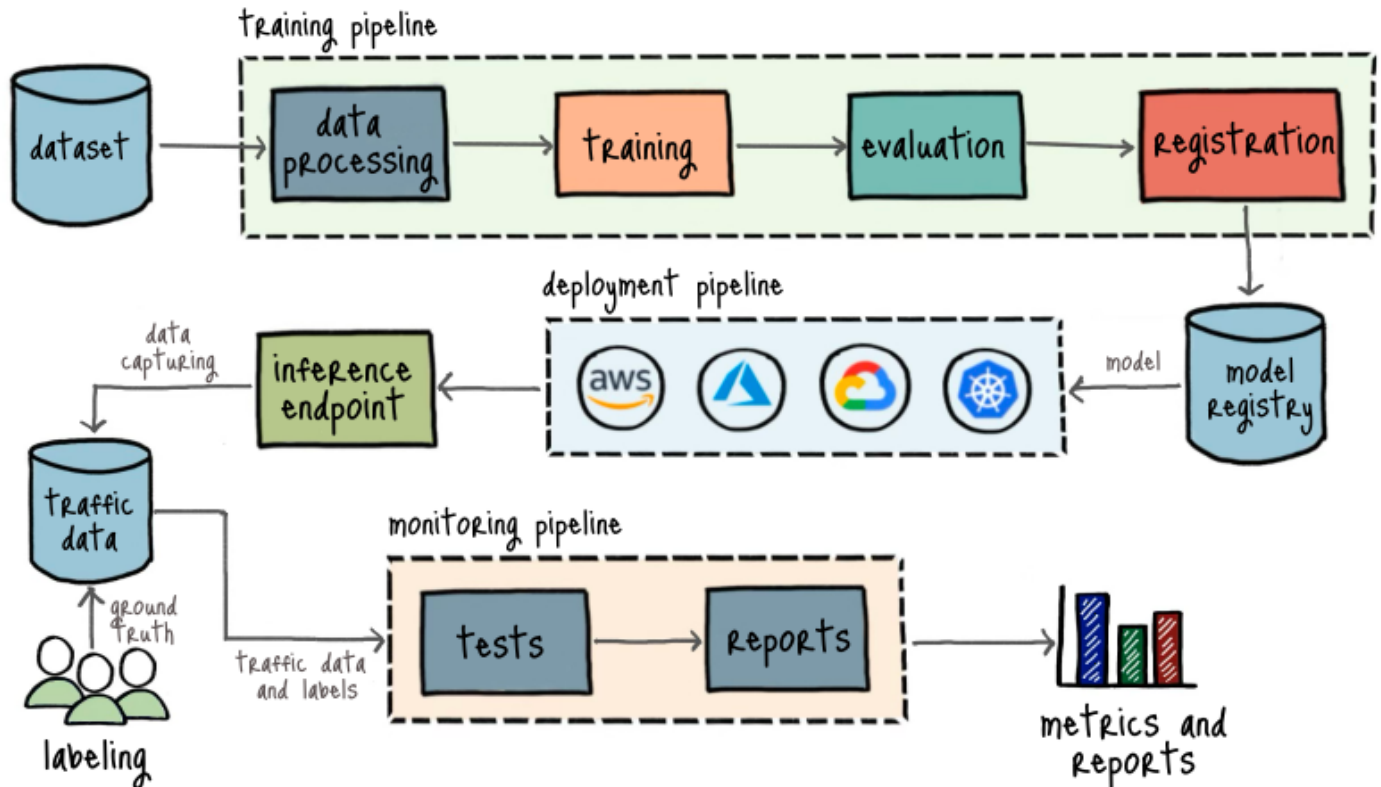 training pipeline
dataset
data
processing
training
evaluation
registration
deployment pipeline
data
capturing
inference
endpoint
aws
model
model
registry
traffic
data
monitoring pipeline
ground
truth
tests
reports
traffic data
and labels
labeling
metrics and
reports